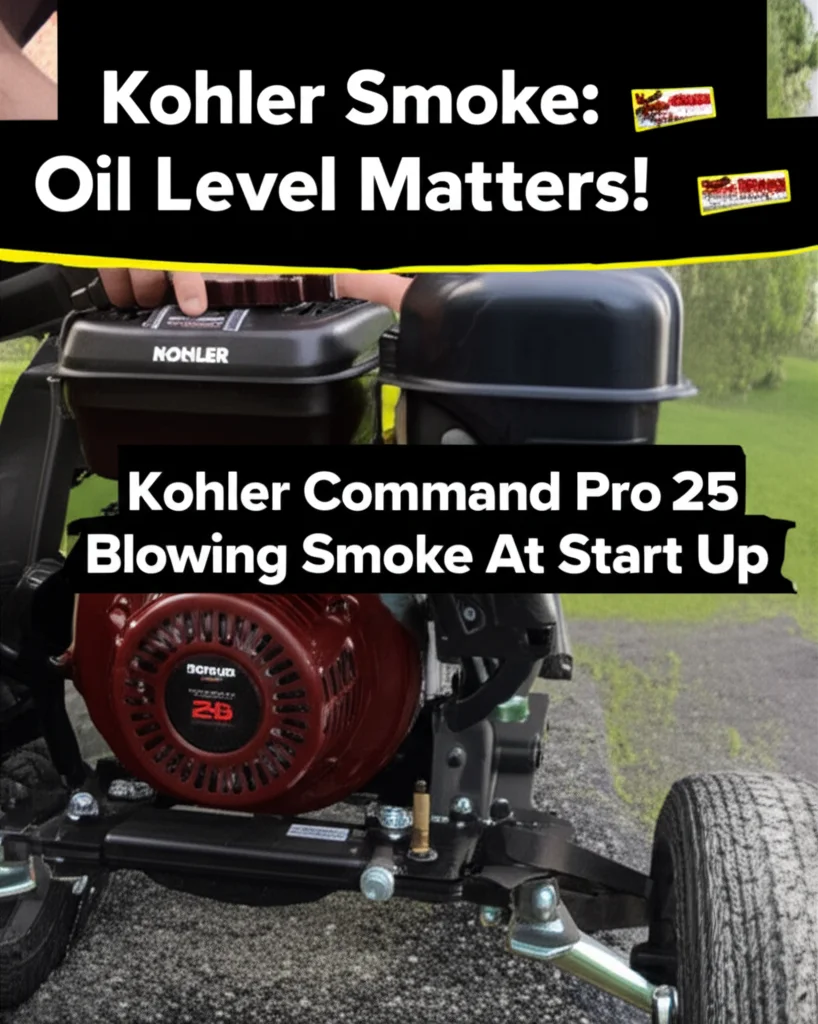 Kohler Smoke:
Oil Level Matters!
NOHLER
Kohler Command Pro 25
Blowing Smoke At Start Up